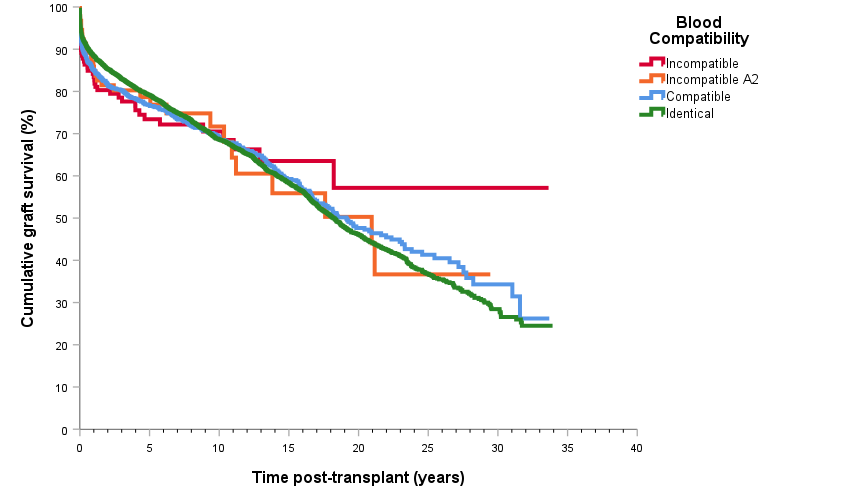 Blood
Compatibility
Incompatible
Incompatible A2
Compatible
Identical
Cumulative graft survival (%)
100
90
80
70
60
50
40
30
20
10
0
0 5 10 15 20 25 30 35 40
Time post-transplant (years)